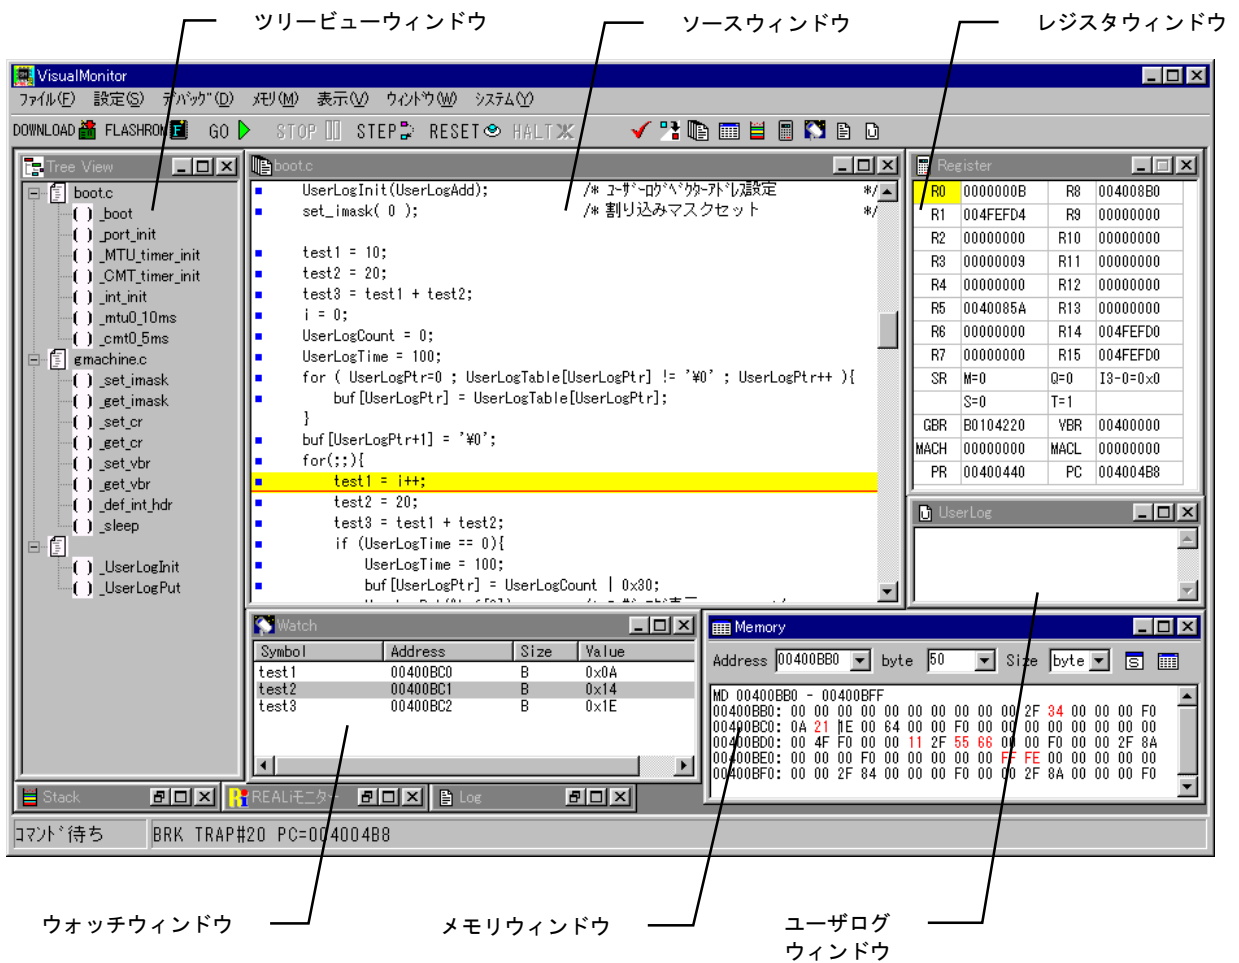 ツリービューウィンドウ
ソースウィンドウ
レジスタウィンドウ
VisualMonitor
ファイル(F) 設定(S) デバッグ(D) メモリ(M) 表示(V) ウィンドウ(W) システム(Y)
DOWNLOAD FLASHROM GO STOP STEP RESET HALT
Tree View
boot.c
_boot
_port_init
_MTU_timer_init
_CMT_timer_init
_int_init
_mtu0_10ms
_cmt0_5ms
gmachine.c
_set_imask
_get_imask
_set_cr
_get_cr
_set_vbr
_get_vbr
_def_int_hdr
_sleep
_UserLogInit
_UserLogPut
boot.c
UserLogInit(UserLogAdd); /* ユーザーログベクターアドレス設定 */
set_imask( 0 ); /* 割り込みマスクセット */
test1 = 10;
test2 = 20;
test3 = test1 + test2;
i = 0;
UserLogCount = 0;
UserLogTime = 100;
for ( UserLogPtr=0 ; UserLogTable[UserLogPtr] != '¥0' ; UserLogPtr++ ){
buf[UserLogPtr] = UserLogTable[UserLogPtr];
}
buf[UserLogPtr+1] = '¥0';
for(;;){
test1 = i++;
test2 = 20;
test3 = test1 + test2;
if (UserLogTime == 0){
UserLogTime = 100;
buf[UserLogPtr] = UserLogCount | 0x30;
Register
R0 0000000B R8 004008B0
R1 004FEFD4 R9 00000000
R2 00000000 R10 00000000
R3 00000009 R11 00000000
R4 00000000 R12 00000000
R5 0040085A R13 00000000
R6 00000000 R14 004FEFD0
R7 00000000 R15 004FEFD0
SR M=0 Q=0 I3-0=0x0
S=0 T=1
GBR B0104220 VBR 00400000
MACH 00000000 MACL 00000000
PR 00400440 PC 004004B8
UserLog
Watch
Symbol Address Size Value
test1 00400BC0 B 0x0A
test2 00400BC1 B 0x14
test3 00400BC2 B 0x1E
Memory
Address 00400BB0 byte 50 Size byte S
MD 00400BB0 - 00400BFF
00400BB0: 00 00 00 00 00 00 00 00 00 00 2F 34 00 00 00 F0
00400BC0: 0A 21 1E 00 64 00 00 F0 00 00 00 00 00 00 00 00
00400BD0: 00 4F F0 00 00 11 2F 55 66 00 00 F0 00 00 2F 8A
00400BE0: 00 00 00 F0 00 00 00 00 00 FF FE 00 00 00 00 00
00400BF0: 00 00 2F 84 00 00 00 F0 00 00 2F 8A 00 00 00 F0
Stack
REALiモニター
Log
コマンド待ち BRK TRAP#20 PC=004004B8
ウォッチウィンドウ
メモリウィンドウ
ユーザログ
ウィンドウ